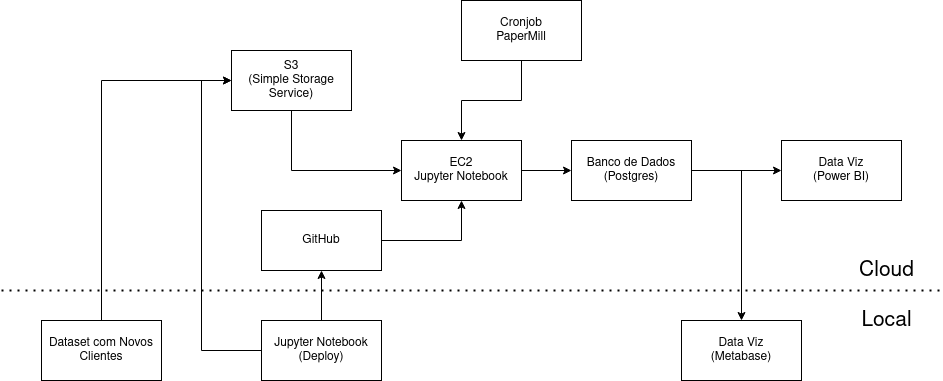 Cronjob
PaperMill
S3
(Simple Storage
Service)
EC2
Jupyter Notebook
Banco de Dados
(Postgres)
Data Viz
(Power BI)
GitHub
Cloud
Local
Dataset com Novos
Clientes
Jupyter Notebook
(Deploy)
Data Viz
(Metabase)